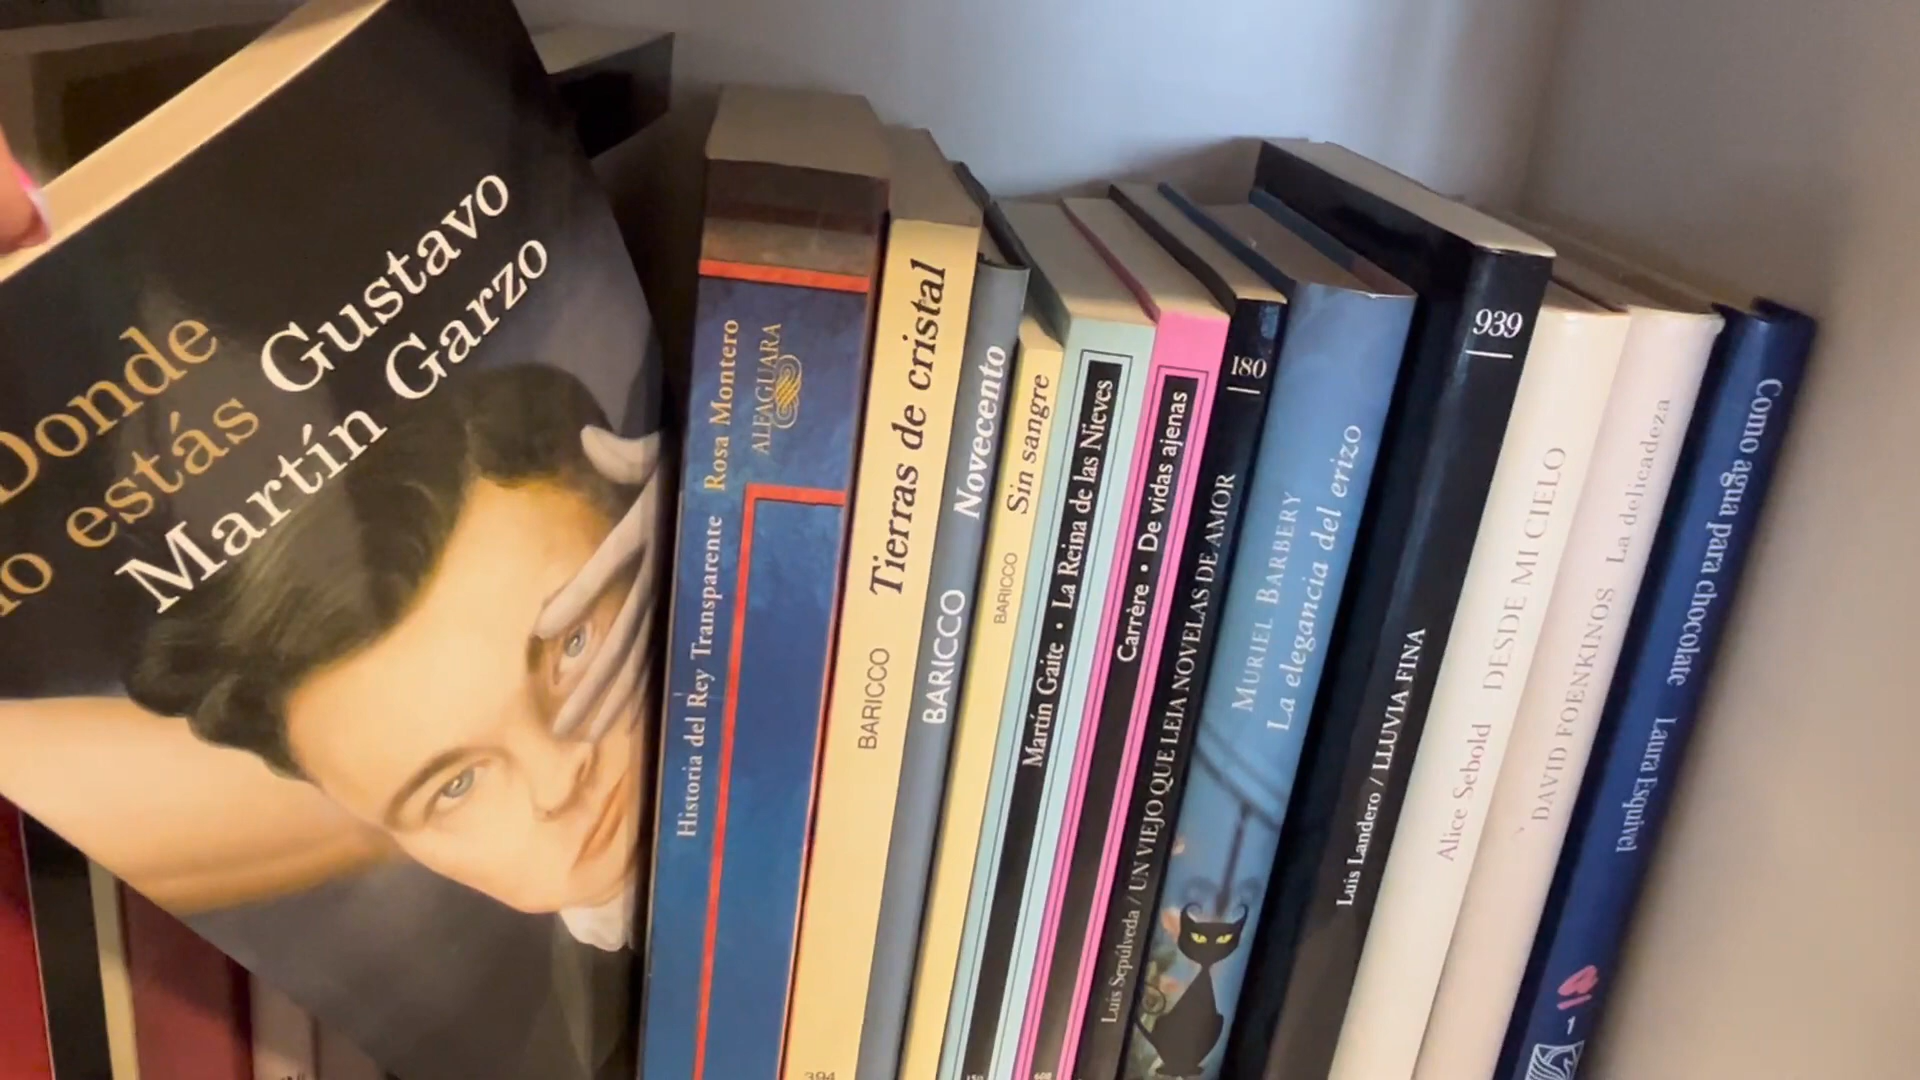 Donde
no estás
Gustavo
Martín Garzo
Historia del Rey Transparente Rosa Montero
ALFAGUARA
BARICCO Tierras de cristal
394
BARICCO Novecento
BARICCO Sin sangre
Martín Gaite • La Reina de las Nieves
Carrère • De vidas ajenas
608
180
Luis Sepúlveda / UN VIEJO QUE LEIA NOVELAS DE AMOR
MURIEL BARBERY
La elegancia del erizo
939
Luis Landero / LLUVIA FINA
Alice Sebold DESDE MI CIELO
DAVID FOENKINOS La delicadeza
Como agua para chocolate Laura Esquivel
a
1